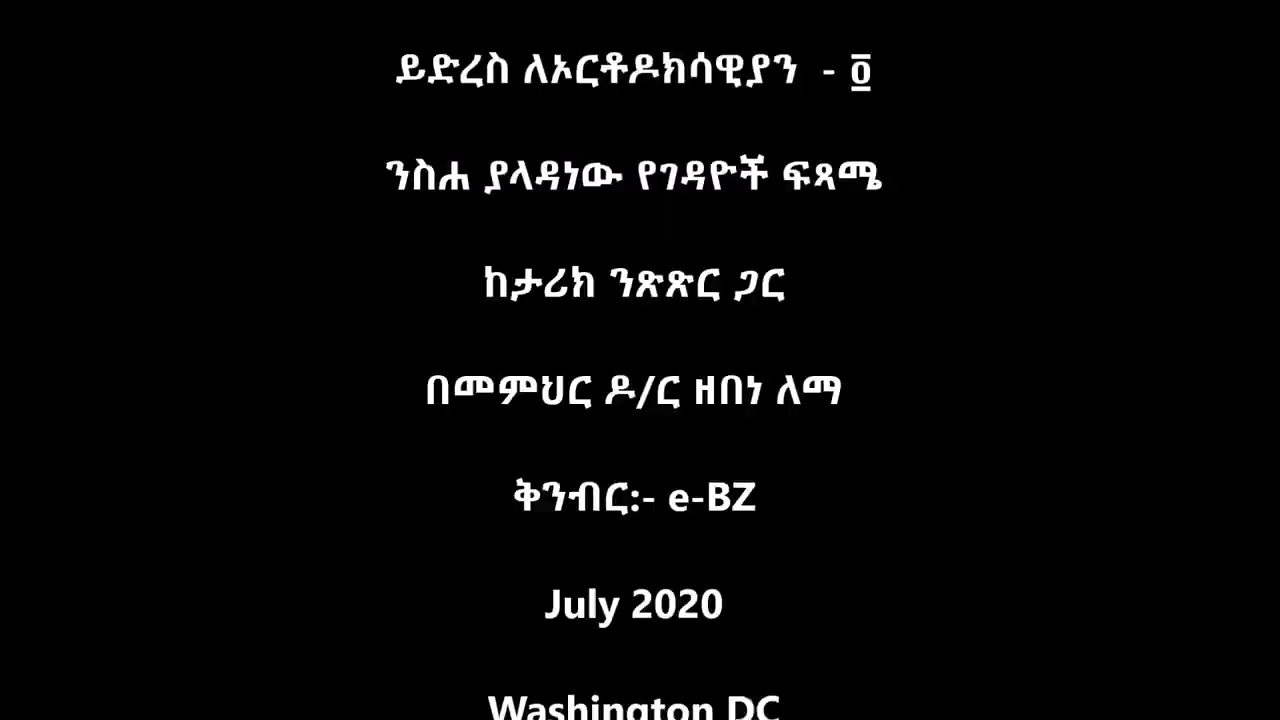 ይድረስ ለኦርቶዶክሳዊያን - ፬
ንስሐ ያላዳነው የገዳዮች ፍጻሜ
ከታሪክ ንጽጽር ጋር
በመምህር ዶ/ር ዘበነ ለማ
ቅንብር:- e-BZ
July 2020
Washington DC